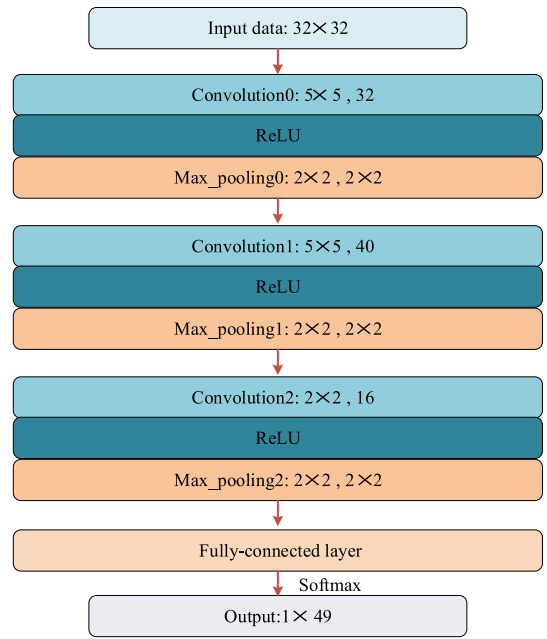 Input data: 32×32
Convolution0: 5×5 , 32
ReLU
Max_pooling0: 2×2 , 2×2
Convolution1: 5×5 , 40
ReLU
Max_pooling1: 2×2 , 2×2
Convolution2: 2×2 , 16
ReLU
Max_pooling2: 2×2 , 2×2
Fully-connected layer
Softmax
Output:1× 49